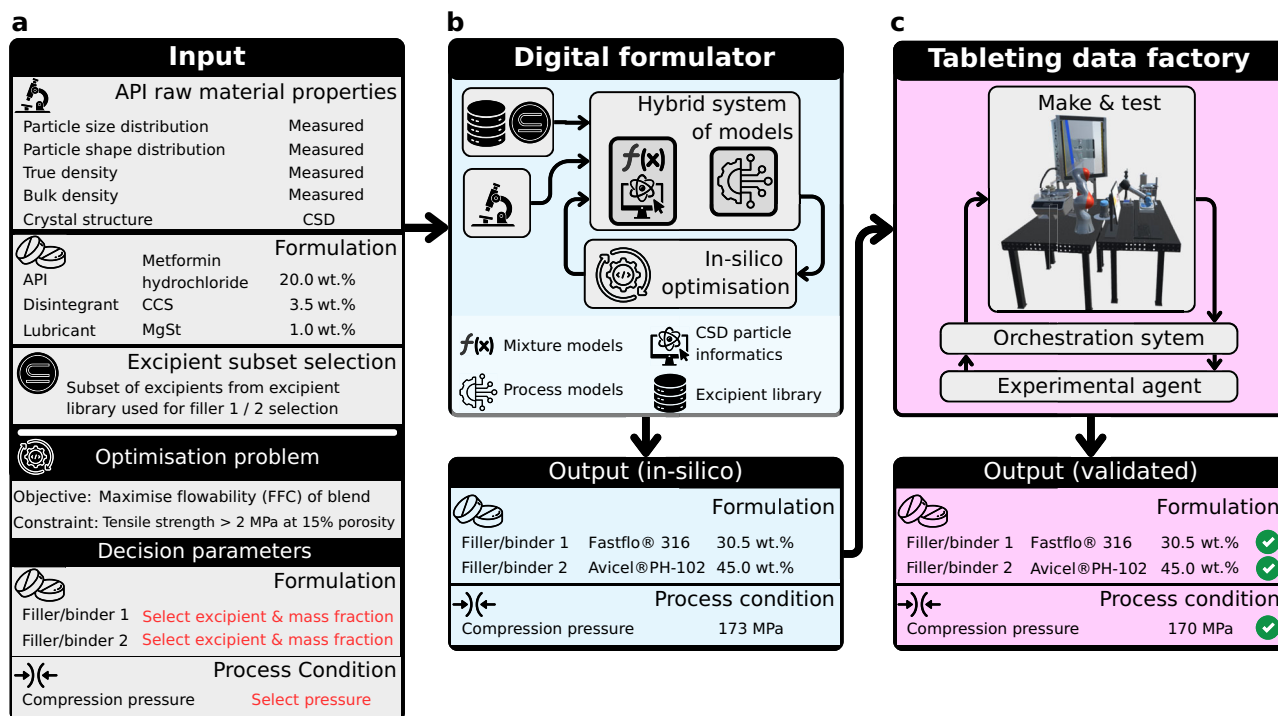 a
Input
API raw material properties
Particle size distribution Measured
Particle shape distribution Measured
True density Measured
Bulk density Measured
Crystal structure CSD
Formulation
API Metformin hydrochloride 20.0 wt.%
Disintegrant CCS 3.5 wt.%
Lubricant MgSt 1.0 wt.%
Excipient subset selection
Subset of excipients from excipient
library used for filler 1 / 2 selection
Optimisation problem
Objective: Maximise flowability (FFC) of blend
Constraint: Tensile strength > 2 MPa at 15% porosity
Decision parameters
Formulation
Filler/binder 1 Select excipient & mass fraction
Filler/binder 2 Select excipient & mass fraction
Process Condition
Compression pressure Select pressure
b
Digital formulator
Hybrid system
of models
f(x)
In-silico
optimisation
f(x) Mixture models
CSD particle
informatics
Process models
Excipient library
Output (in-silico)
Formulation
Filler/binder 1 Fastflo® 316 30.5 wt.%
Filler/binder 2 Avicel®PH-102 45.0 wt.%
Process condition
Compression pressure 173 MPa
c
Tableting data factory
Make & test
Orchestration sytem
Experimental agent
Output (validated)
Formulation
Filler/binder 1 Fastflo® 316 30.5 wt.%
Filler/binder 2 Avicel®PH-102 45.0 wt.%
Process condition
Compression pressure 170 MPa